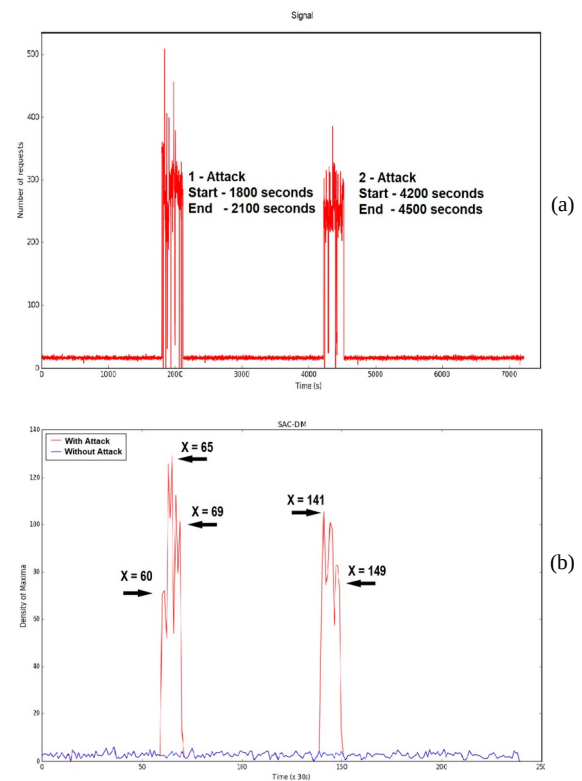 Signal
Number of requests
500
400
300
200
100
0
1 - Attack
Start - 1800 seconds
End - 2100 seconds
2 - Attack
Start - 4200 seconds
End - 4500 seconds
0 1000 2000 3000 4000 5000 6000 7000
Time (s)
(a)
SAC-DM
With Attack
Without Attack
Density of Maxima
140
120
100
80
60
40
20
0
X = 65
X = 69
X = 60
X = 141
X = 149
0 50 100 150 200 250
Time (x 30s)
(b)